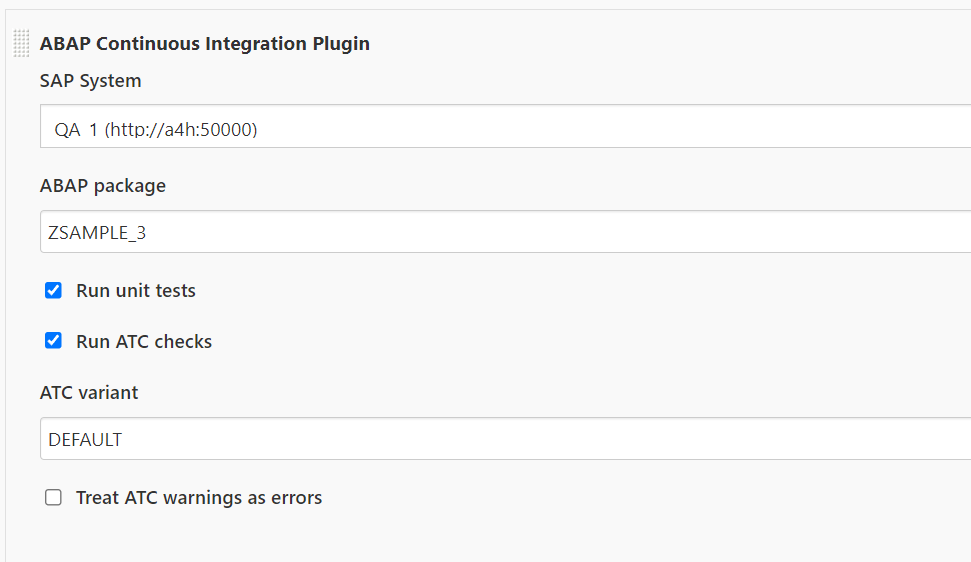 ABAP Continuous Integration Plugin
SAP System
QA 1 (http://a4h:50000)
ABAP package
ZSAMPLE_3
Run unit tests
Run ATC checks
ATC variant
DEFAULT
Treat ATC warnings as errors